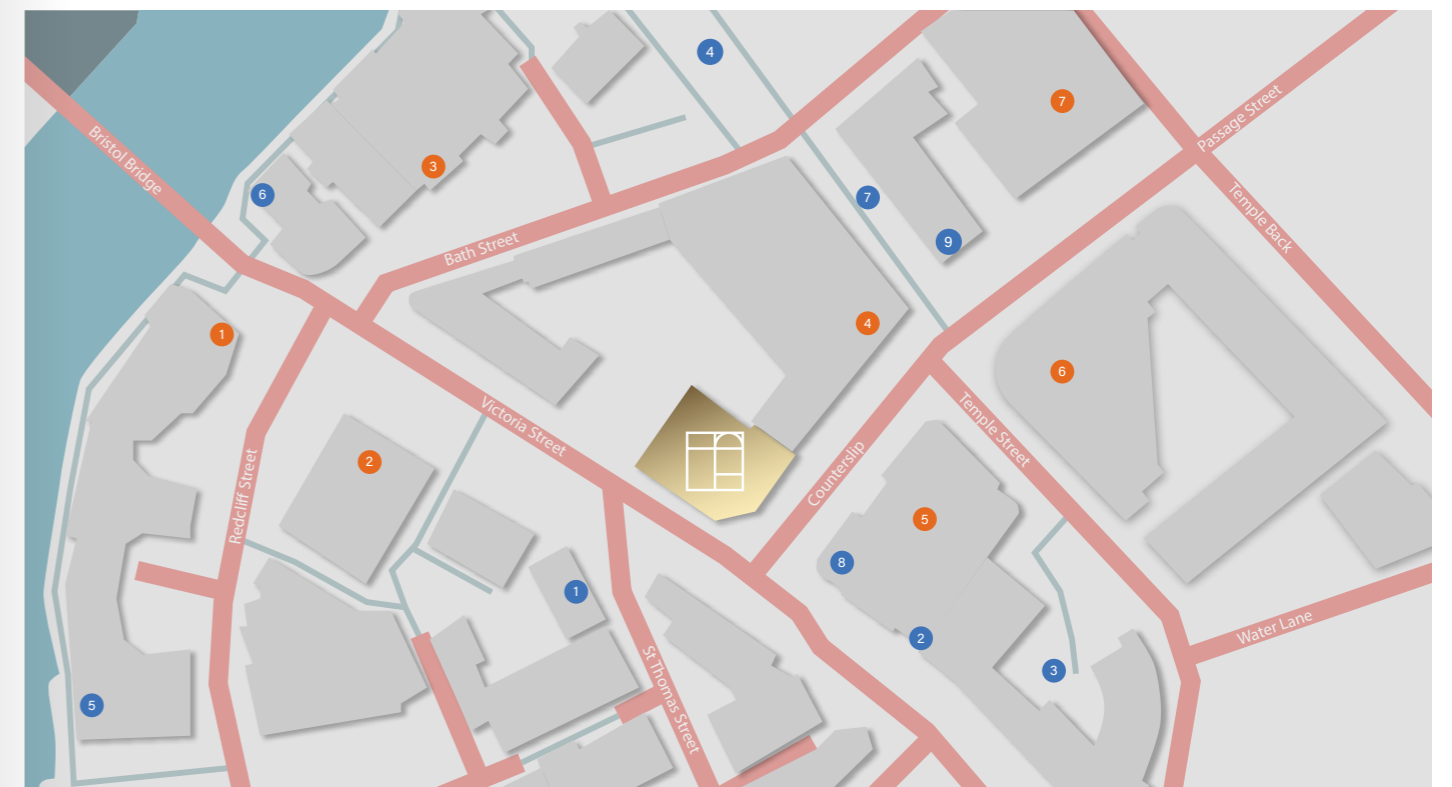 4
7
Passage Street
Bristol Bridge
3
6
7
Temple Back
Bath Street
9
1
4
6
Victoria Street
Temple Street
2
Counterslip
Redcliff Street
5
8
1
Water Lane
2
3
St Thomas Street
5